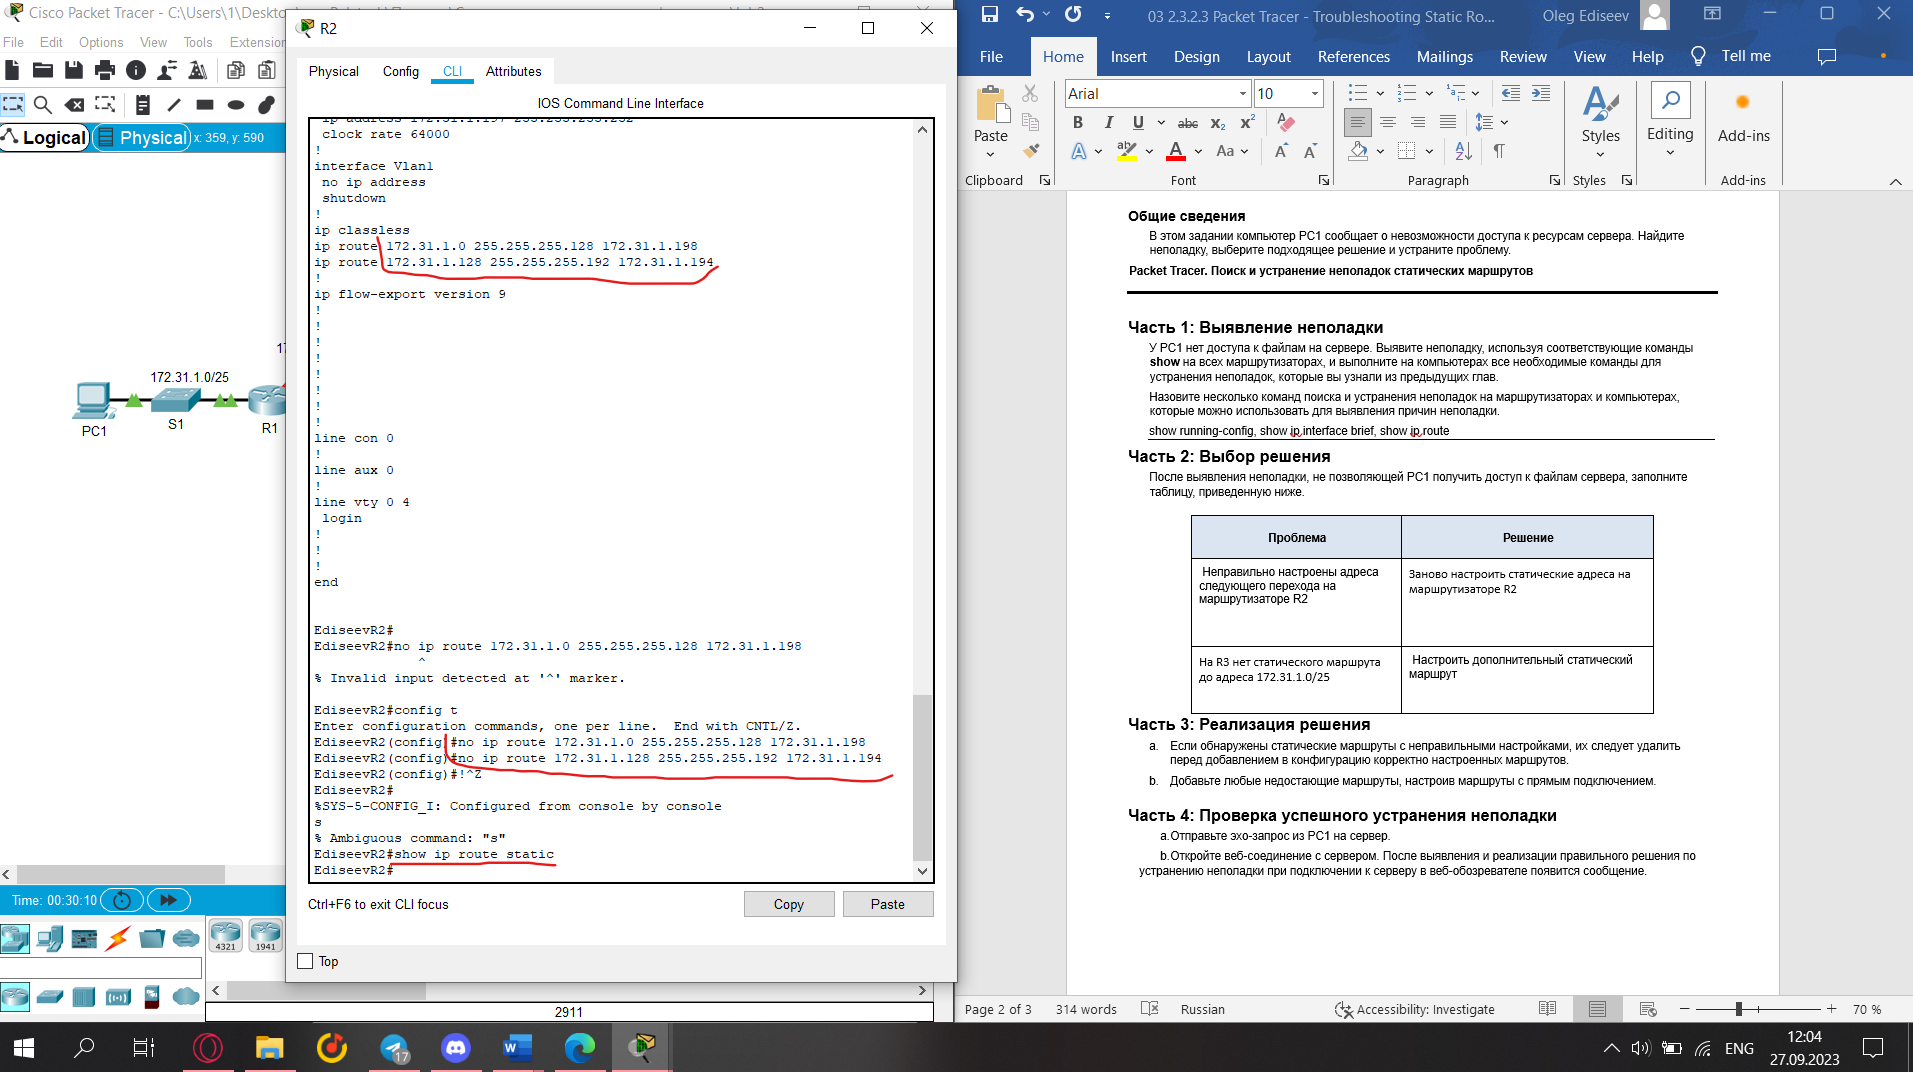 Cisco Packet Tracer - C:\Users\1\Deskto
File Edit Options View Tools Extension
Logical Physical x: 359, y: 590
172.31.1.0/25
PC1
S1
R1
Time: 00:30:10
4321
1941
2911
R2
Physical Config CLI Attributes
IOS Command Line Interface
ip address 172.31.1.197 255.255.255.252
clock rate 64000
!
interface Vlan1
no ip address
shutdown
!
ip classless
ip route 172.31.1.0 255.255.255.128 172.31.1.198
ip route 172.31.1.128 255.255.255.192 172.31.1.194
!
ip flow-export version 9
!
!
!
!
!
!
!
!
line con 0
!
line aux 0
!
line vty 0 4
login
!
!
!
end
EdiseevR2#
EdiseevR2#no ip route 172.31.1.0 255.255.255.128 172.31.1.198
^
% Invalid input detected at '^' marker.
EdiseevR2#config t
Enter configuration commands, one per line. End with CNTL/Z.
EdiseevR2(config)#no ip route 172.31.1.0 255.255.255.128 172.31.1.198
EdiseevR2(config)#no ip route 172.31.1.128 255.255.255.192 172.31.1.194
EdiseevR2(config)#!^Z
EdiseevR2#
%SYS-5-CONFIG_I: Configured from console by console
s
% Ambiguous command: "s"
EdiseevR2#show ip route static
EdiseevR2#
Ctrl+F6 to exit CLI focus
Copy Paste
Top
03 2.3.2.3 Packet Tracer - Troubleshooting Static Ro...
Oleg Ediseev
File Home Insert Design Layout References Mailings Review View Help Tell me
Arial 10
Paste
Styles
Editing
Add-ins
Clipboard Font Paragraph Styles Add-ins
Общие сведения
В этом задании компьютер PC1 сообщает о невозможности доступа к ресурсам сервера. Найдите
неполадку, выберите подходящее решение и устраните проблему.
Packet Tracer. Поиск и устранение неполадок статических маршрутов
Часть 1: Выявление неполадки
У PC1 нет доступа к файлам на сервере. Выявите неполадку, используя соответствующие команды
show на всех маршрутизаторах, и выполните на компьютерах все необходимые команды для
устранения неполадок, которые вы узнали из предыдущих глав.
Назовите несколько команд поиска и устранения неполадок на маршрутизаторах и компьютерах,
которые можно использовать для выявления причин неполадки.
show running-config, show ip interface brief, show ip route
Часть 2: Выбор решения
После выявления неполадки, не позволяющей PC1 получить доступ к файлам сервера, заполните
таблицу, приведенную ниже.
Проблема Решение
Неправильно настроены адреса
следующего перехода на
маршрутизаторе R2
Заново настроить статические адреса на
маршрутизаторе R2
На R3 нет статического маршрута
до адреса 172.31.1.0/25
Настроить дополнительный статический
маршрут
Часть 3: Реализация решения
a. Если обнаружены статические маршруты с неправильными настройками, их следует удалить
перед добавлением в конфигурацию корректно настроенных маршрутов.
b. Добавьте любые недостающие маршруты, настроив маршруты с прямым подключением.
Часть 4: Проверка успешного устранения неполадки
a.Отправьте эхо-запрос из PC1 на сервер.
b.Откройте веб-соединение с сервером. После выявления и реализации правильного решения по
устранению неполадки при подключении к серверу в веб-обозревателе появится сообщение.
Page 2 of 3 314 words Russian Accessibility: Investigate 70 %
17
ENG
12:04
27.09.2023